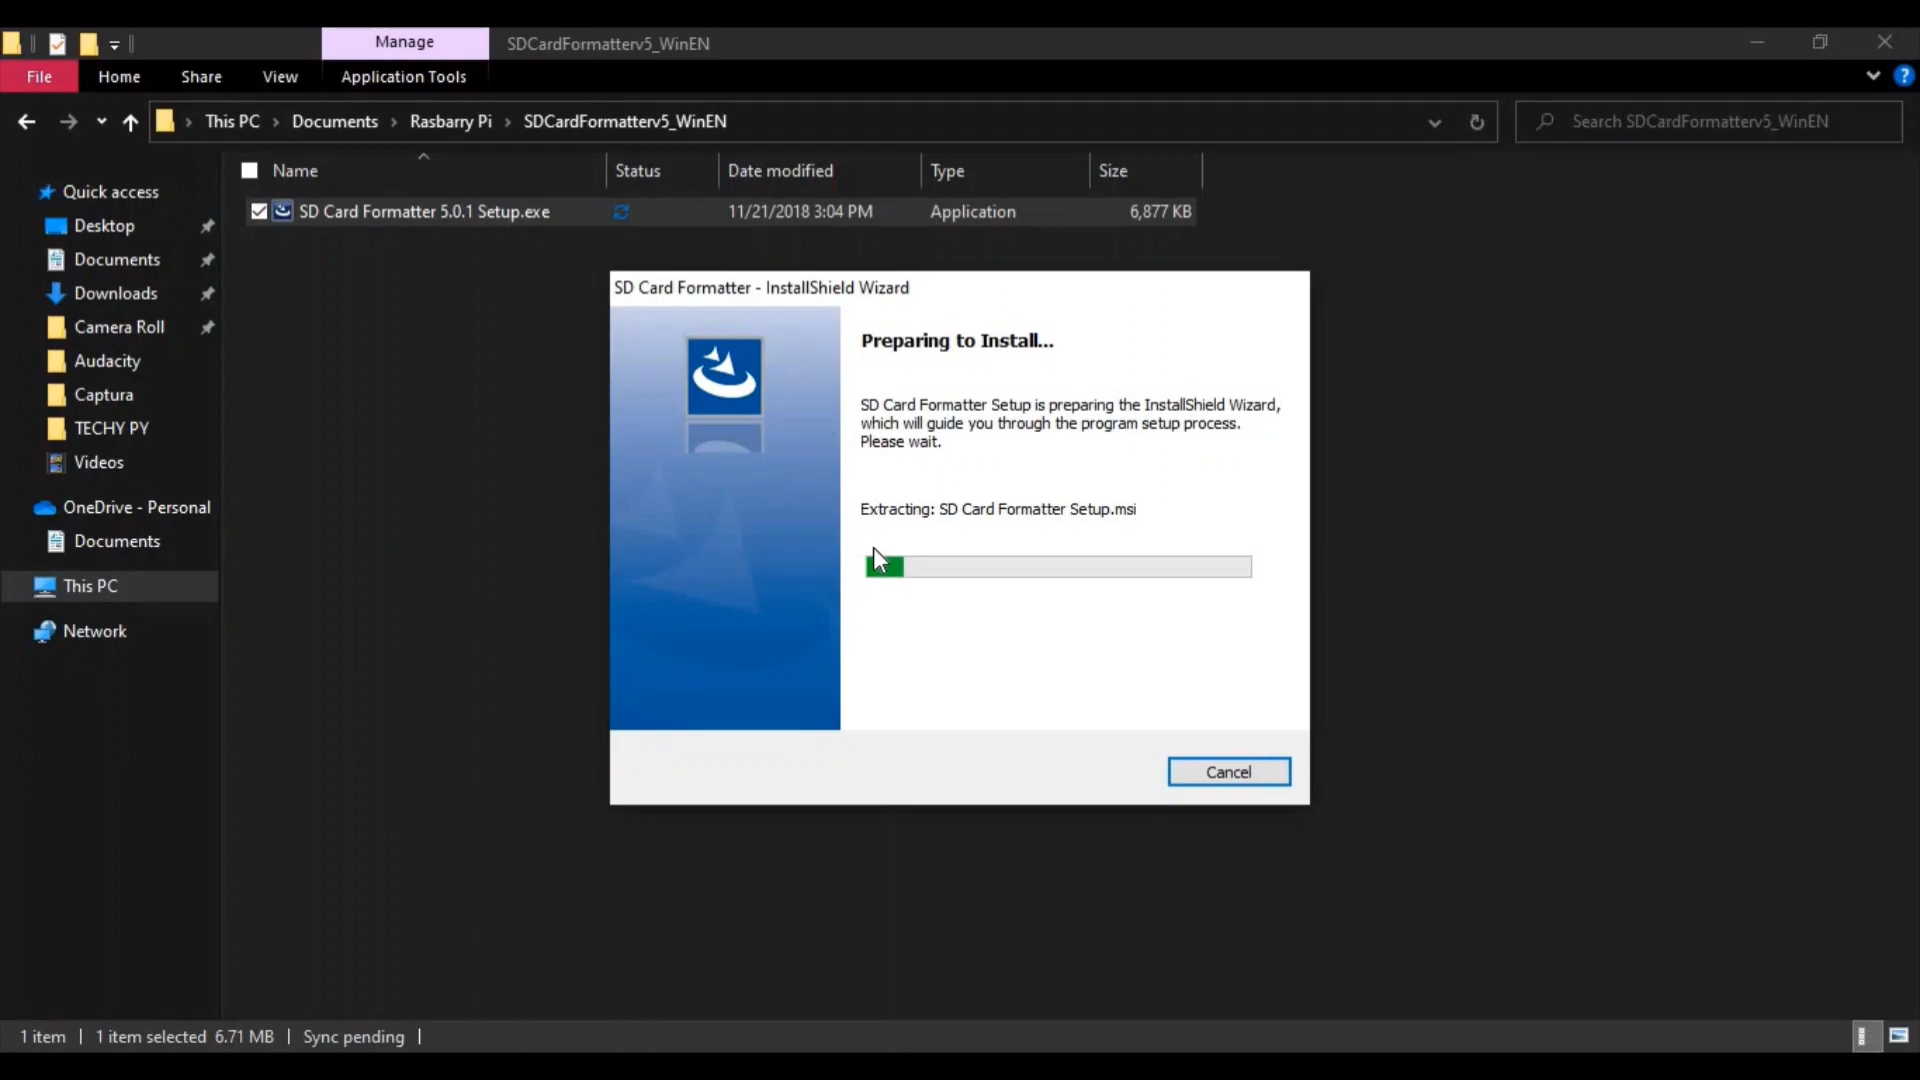 Manage
SDCardFormatterv5_WinEN
File
Home
Share
View
Application Tools
This PC
Documents
Rasbarry Pi
SDCardFormatterv5_WinEN
Search SDCardFormatterv5_WinEN
Name
Status
Date modified
Type
Size
SD Card Formatter 5.0.1 Setup.exe
11/21/2018 3:04 PM
Application
6,877 KB
Quick access
Desktop
Documents
Downloads
Camera Roll
Audacity
Captura
TECHY PY
Videos
OneDrive - Personal
Documents
This PC
Network
SD Card Formatter - InstallShield Wizard
Preparing to Install...
SD Card Formatter Setup is preparing the InstallShield Wizard,
which will guide you through the program setup process.
Please wait.
Extracting: SD Card Formatter Setup.msi
Cancel
1 item
1 item selected 6.71 MB
Sync pending